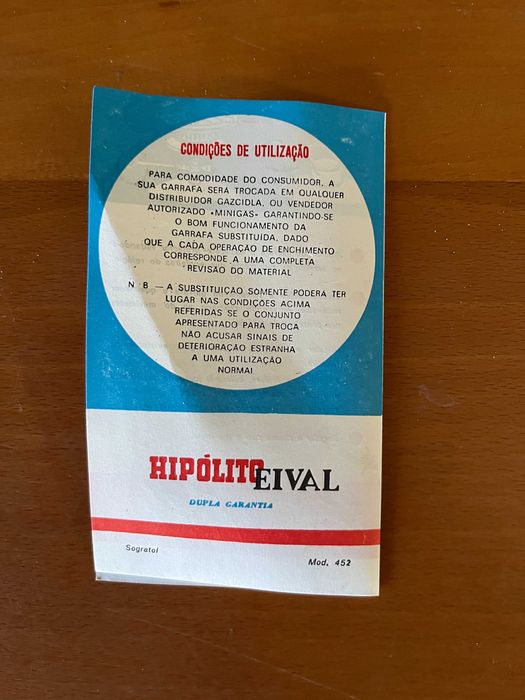 CONDIÇÕES DE UTILIZAÇÃO
PARA COMODIDADE DO CONSUMIDOR, A
SUA GARRAFA SERÁ TROCADA EM QUALQUER
DISTRIBUIDOR GAZCIDLA, OU VENDEDOR
AUTORIZADO «MINIGAS» GARANTINDO-SE
O BOM FUNCIONAMENTO DA
GARRAFA SUBSTITUIDA, DADO
QUE A CADA OPERAÇÃO DE ENCHIMENTO
CORRESPONDE A UMA COMPLETA
REVISÃO DO MATERIAL
N B — A SUBSTITUIÇÃO SÒMENTE PODERÁ TER
LUGAR NAS CONDIÇÕES ACIMA
REFERIDAS SE O CONJUNTO
APRESENTADO PARA TROCA
NÃO ACUSAR SINAIS DE
DETERIORAÇÃO ESTRANHA
A UMA UTILIZAÇÃO
NORMAL
HIPÓLITO EIVAL
DUPLA GARANTIA
Sogratol Mod. 452